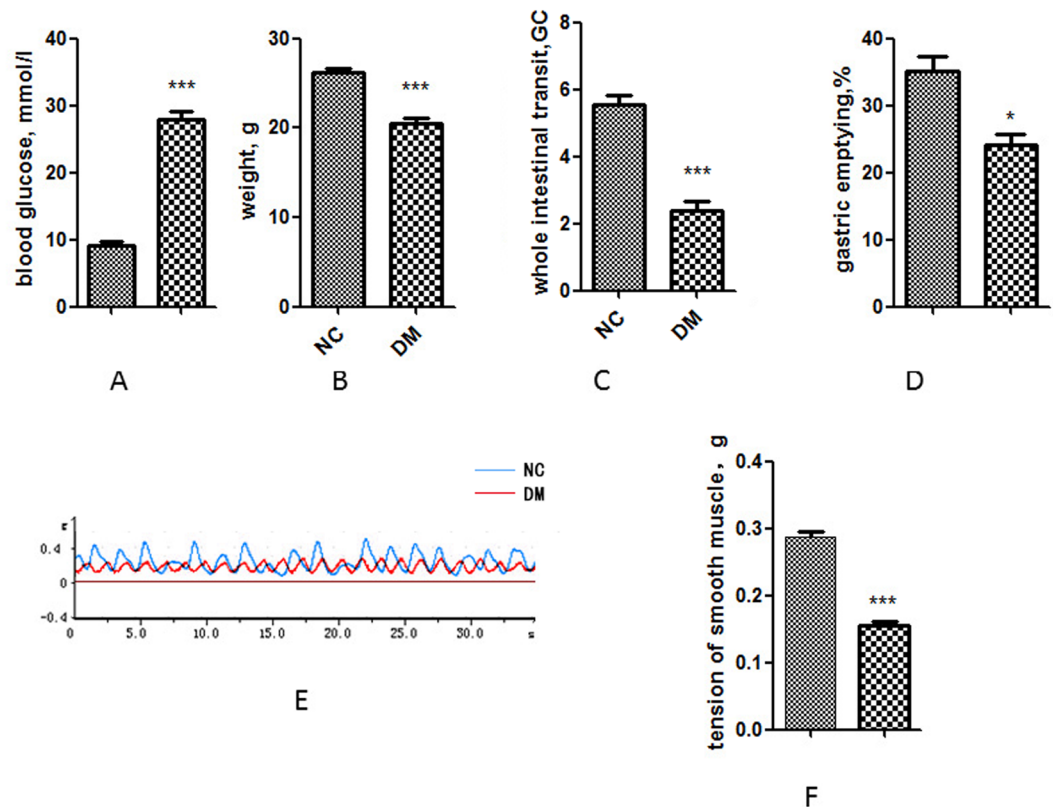 blood glucose, mmol/l
40
30
20
10
0
***
A
weight, g
30
20
10
0
***
NC
DM
B
whole intestinal transit,GC
8
6
4
2
0
***
NC
DM
C
gastric emptying,%
40
30
20
10
0
*
D
NC
DM
0.4
0
-0.4
0 5.0 10.0 15.0 20.0 25.0 30.0 s
E
tension of smooth muscle, g
0.4
0.3
0.2
0.1
0.0
***
F